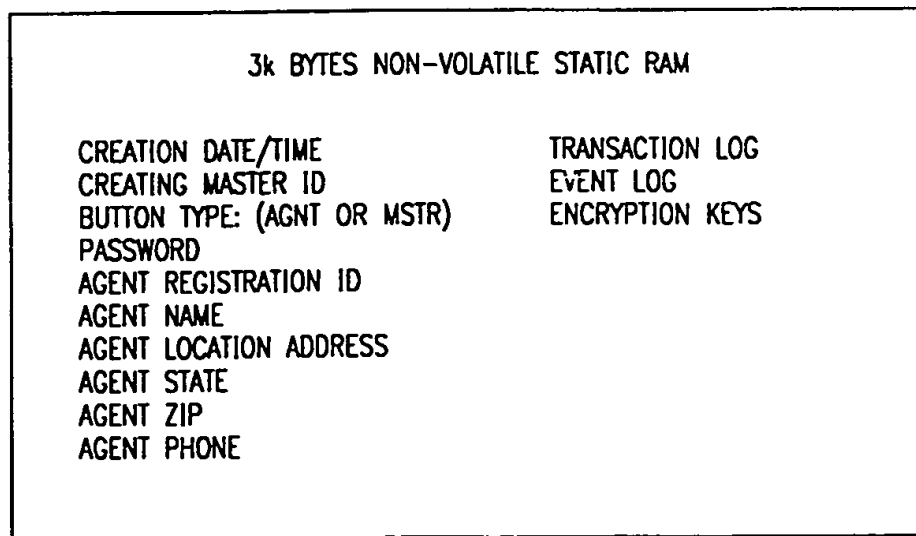 3k BYTES NON-VOLATILE STATIC RAM
CREATION DATE/TIME
CREATING MASTER ID
BUTTON TYPE: (AGNT OR MSTR)
PASSWORD
AGENT REGISTRATION ID
AGENT NAME
AGENT LOCATION ADDRESS
AGENT STATE
AGENT ZIP
AGENT PHONE
TRANSACTION LOG
EVENT LOG
ENCRYPTION KEYS